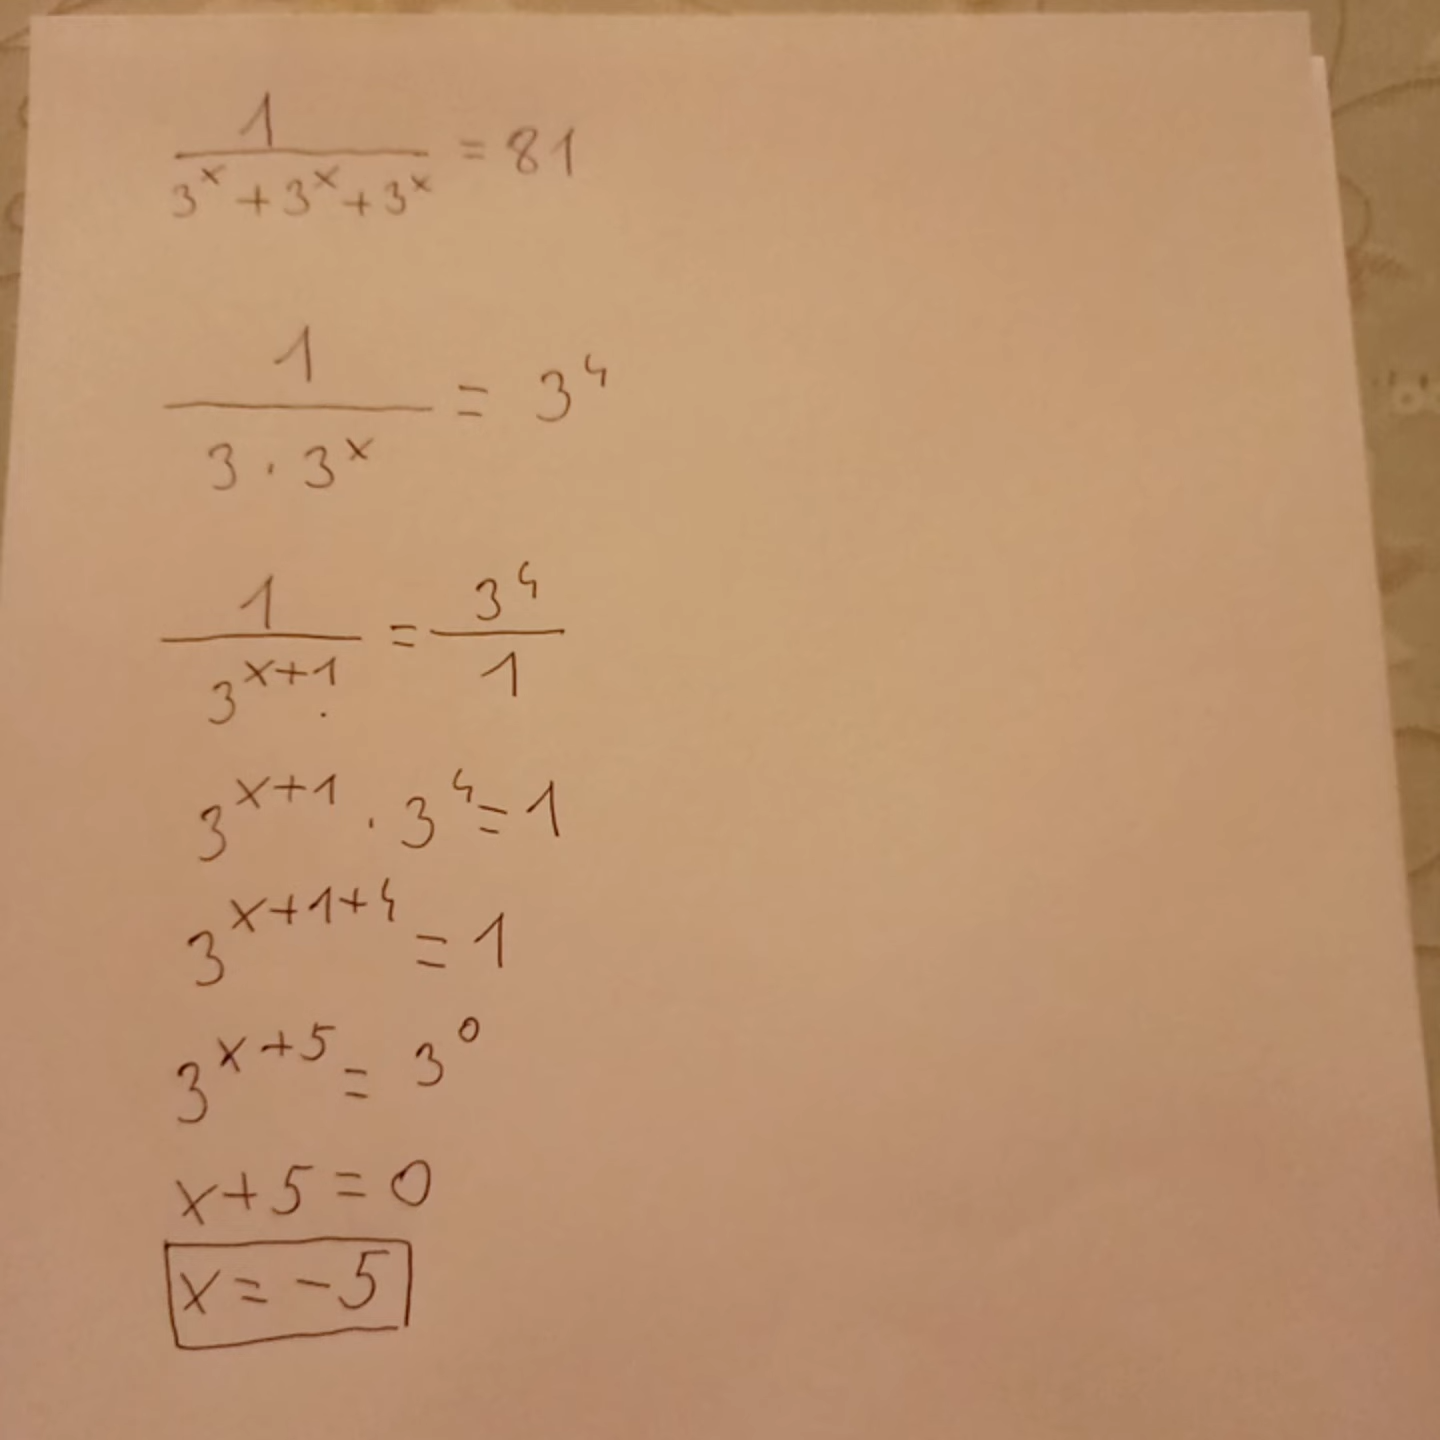 1/(3^x + 3^x + 3^x) = 81
1/(3 · 3^x) = 3^4
1/3^(x+1) = 3^4/1
3^(x+1) · 3^4 = 1
3^(x+1+4) = 1
3^(x+5) = 3^0
x+5 = 0
x = -5